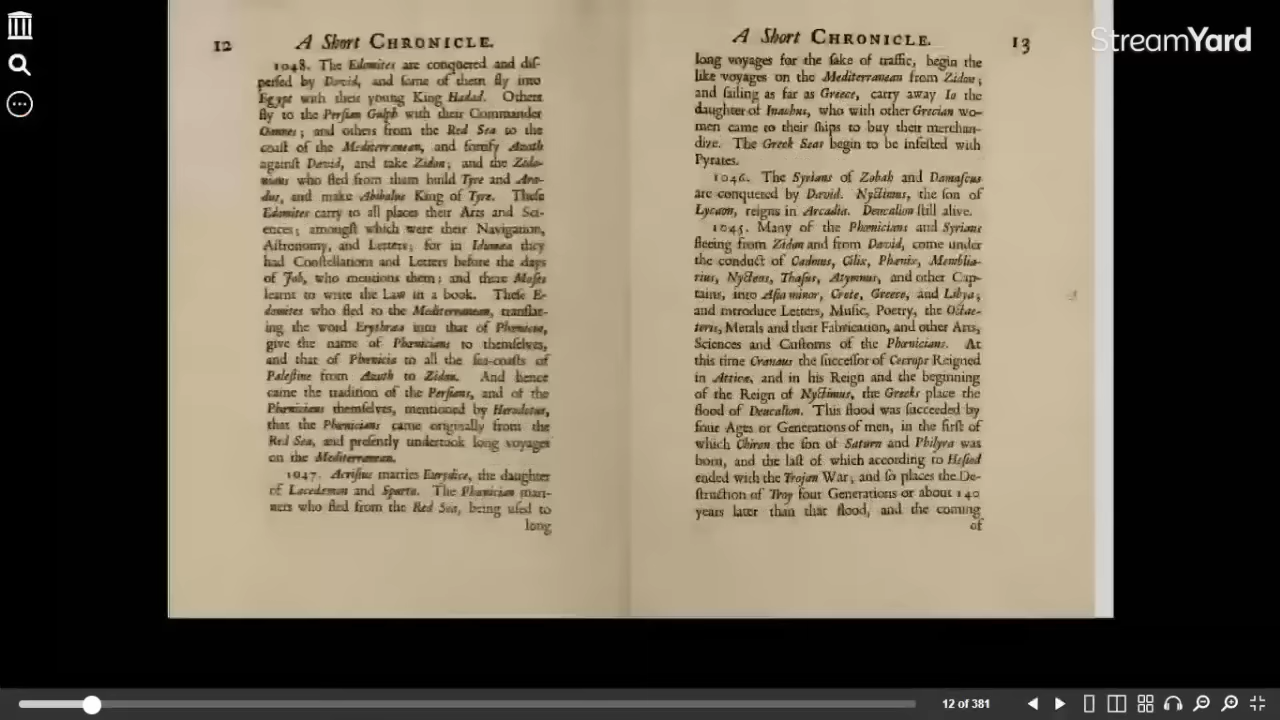 StreamYard
12
A Short CHRONICLE.
1048. The Edomites are conquered and dis-
persed by David, and some of them fly into
Egypt with their young King Hadad. Others
fly to the Persian Gulph with their Commander
Oannes; and others from the Red Sea to the
coast of the Mediterranean, and fortify Azoth
against David, and take Zidon; and the Zido-
nians who fled from them build Tyre and Ara-
dus, and make Abibalus King of Tyre. These
Edomites carry to all places their Arts and Sci-
ences; amongst which were their Navigation,
Astronomy, and Letters; for in Idumea they
had Constellations and Letters before the days
of Job, who mentions them; and there Moses
learnt to write the Law in a book. These E-
domites who fled to the Mediterranean, translat-
ing the word Erythræa into that of Phœnicia,
give the name of Phœnicians to themselves,
and that of Phœnicia to all the sea-coasts of
Palestine from Azoth to Zidon. And hence
came the tradition of the Persians, and of the
Phœnicians themselves, mentioned by Herodotus,
that the Phœnicians came originally from the
Red Sea, and presently undertook long voyages
on the Mediterranean.
1047. Acrisius marries Eurydice, the daughter
of Lacedemon and Sparta. The Phœnician mari-
ners who fled from the Red Sea, being used to
long
A Short CHRONICLE.
13
long voyages for the sake of traffic, begin the
like voyages on the Mediterranean from Zidon;
and sailing as far as Greece, carry away Io the
daughter of Inachus, who with other Grecian wo-
men came to their ships to buy their merchan-
dize. The Greek Seas begin to be infested with
Pyrates.
1046. The Syrians of Zobah and Damascus
are conquered by David. Nyctimus, the son of
Lycaon, reigns in Arcadia. Deucalion still alive.
1045. Many of the Phœnicians and Syrians
fleeing from Zidon and from David, come under
the conduct of Cadmus, Cilix, Phœnix, Memblia-
rius, Nycteus, Thasus, Atymnus, and other Cap-
tains, into Asia minor, Crete, Greece, and Libya;
and introduce Letters, Music, Poetry, the Octae-
teris, Metals and their Fabrication, and other Arts,
Sciences and Customs of the Phœnicians. At
this time Cranaus the successor of Cecrops Reigned
in Attica, and in his Reign and the beginning
of the Reign of Nyctimus, the Greeks place the
flood of Deucalion. This flood was succeeded by
four Ages or Generations of men, in the first of
which Chiron the son of Saturn and Philyra was
born, and the last of which according to Hesiod
ended with the Trojan War; and so places the De-
struction of Troy four Generations or about 140
years later than that flood, and the coming
of
12 of 381